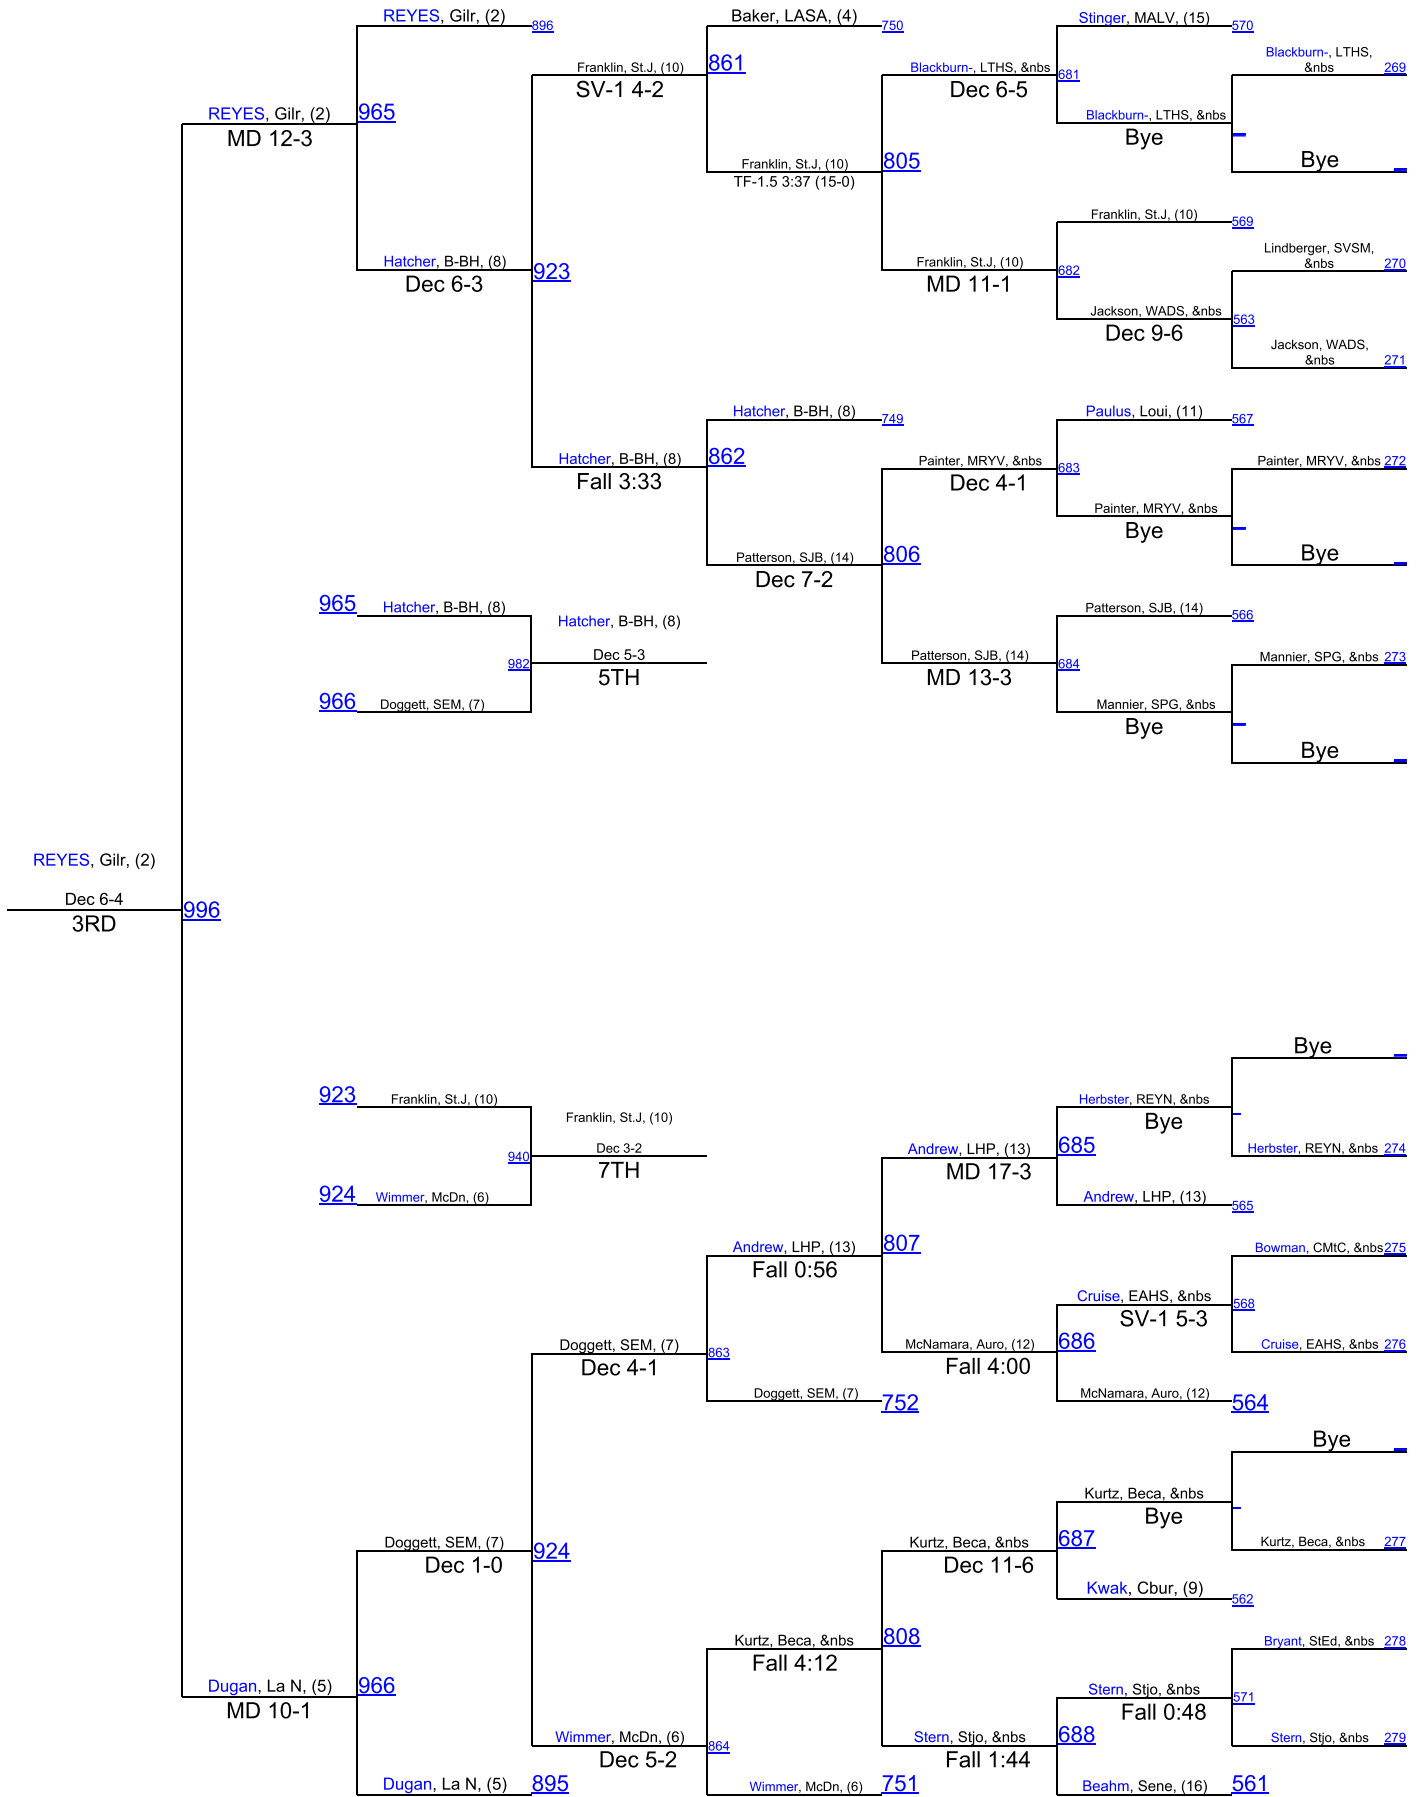 REYES, Gilr, (2)
896
Baker, LASA, (4)
750
Stinger, MALV, (15)
570
Blackburn-, LTHS,
&nbs
269
Franklin, St.J, (10)
SV-1 4-2
861
Blackburn-, LTHS, &nbs
Dec 6-5
681
Blackburn-, LTHS, &nbs
Bye
Bye
REYES, Gilr, (2)
MD 12-3
965
Franklin, St.J, (10)
TF-1.5 3:37 (15-0)
805
Franklin, St.J, (10)
569
Lindberger, SVSM,
&nbs
270
Hatcher, B-BH, (8)
Dec 6-3
923
Franklin, St.J, (10)
MD 11-1
682
Jackson, WADS, &nbs
Dec 9-6
563
Jackson, WADS,
&nbs
271
Hatcher, B-BH, (8)
749
Paulus, Loui, (11)
567
Hatcher, B-BH, (8)
Fall 3:33
862
Painter, MRYV, &nbs
Dec 4-1
683
Painter, MRYV, &nbs
272
Painter, MRYV, &nbs
Bye
Bye
Patterson, SJB, (14)
Dec 7-2
806
965
Hatcher, B-BH, (8)
Hatcher, B-BH, (8)
Patterson, SJB, (14)
566
982
Dec 5-3
5TH
Patterson, SJB, (14)
MD 13-3
684
Mannier, SPG, &nbs
273
966
Doggett, SEM, (7)
Mannier, SPG, &nbs
Bye
Bye
REYES, Gilr, (2)
Dec 6-4
3RD
996
Bye
923
Franklin, St.J, (10)
Franklin, St.J, (10)
Herbster, REYN, &nbs
Bye
940
Dec 3-2
7TH
Andrew, LHP, (13)
MD 17-3
685
Herbster, REYN, &nbs
274
924
Wimmer, McDn, (6)
Andrew, LHP, (13)
565
Andrew, LHP, (13)
Fall 0:56
807
Bowman, CMtC, &nbs
275
Cruise, EAHS, &nbs
SV-1 5-3
568
Doggett, SEM, (7)
Dec 4-1
863
McNamara, Auro, (12)
Fall 4:00
686
Cruise, EAHS, &nbs
276
Doggett, SEM, (7)
752
McNamara, Auro, (12)
564
Bye
Kurtz, Beca, &nbs
Bye
Doggett, SEM, (7)
Dec 1-0
924
Kurtz, Beca, &nbs
Dec 11-6
687
Kurtz, Beca, &nbs
277
Kwak, Cbur, (9)
562
Kurtz, Beca, &nbs
Fall 4:12
808
Bryant, StEd, &nbs
278
Dugan, La N, (5)
MD 10-1
966
Stern, Stjo, &nbs
Fall 0:48
571
Wimmer, McDn, (6)
Dec 5-2
864
Stern, Stjo, &nbs
Fall 1:44
688
Stern, Stjo, &nbs
279
Dugan, La N, (5)
895
Wimmer, McDn, (6)
751
Beahm, Sene, (16)
561